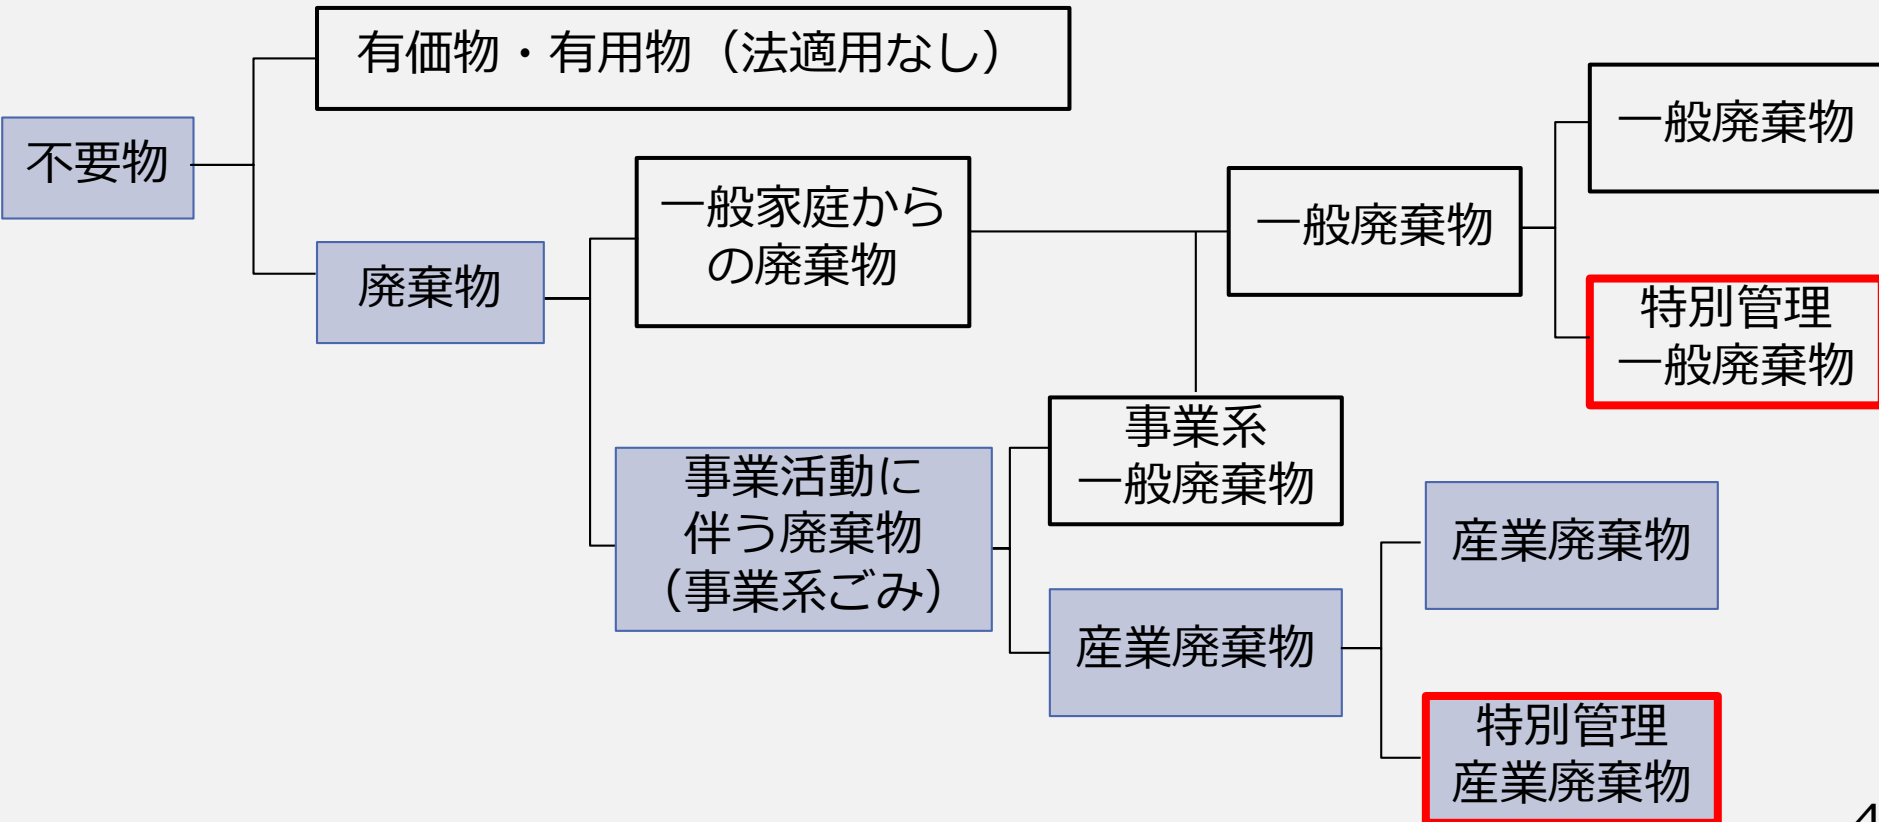 有価物・有用物（法適用なし）
不要物
廃棄物
一般家庭から
の廃棄物
一般廃棄物
一般廃棄物
特別管理
一般廃棄物
事業活動に
伴う廃棄物
（事業系ごみ）
事業系
一般廃棄物
産業廃棄物
産業廃棄物
特別管理
産業廃棄物